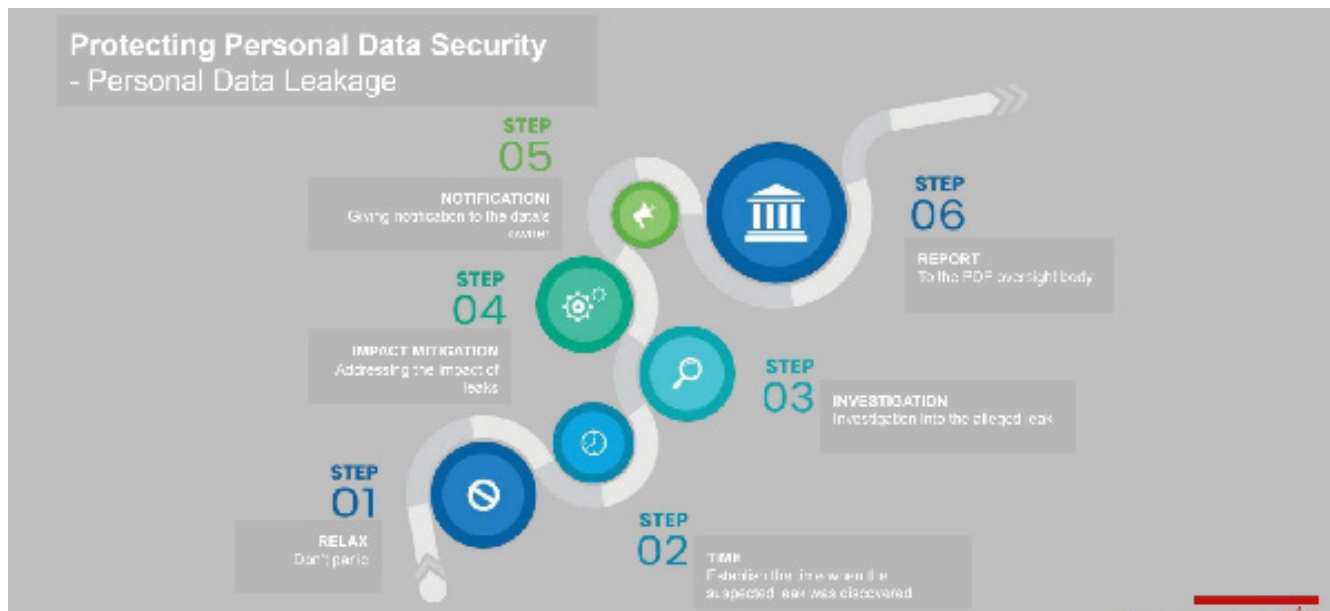 Protecting Personal Data Security
- Personal Data Leakage
STEP
05
NOTIFICATION!
Giving notification to the data's
owner
STEP
06
REPORT
To the PDP oversight body
STEP
04
IMPACT MITIGATION
Addressing the impact of
leaks
STEP
03
INVESTIGATION
Investigation into the alleged leak
STEP
01
RELAX
Don't panic
STEP
02
TIME
Establish the time when the
suspected leak was discovered